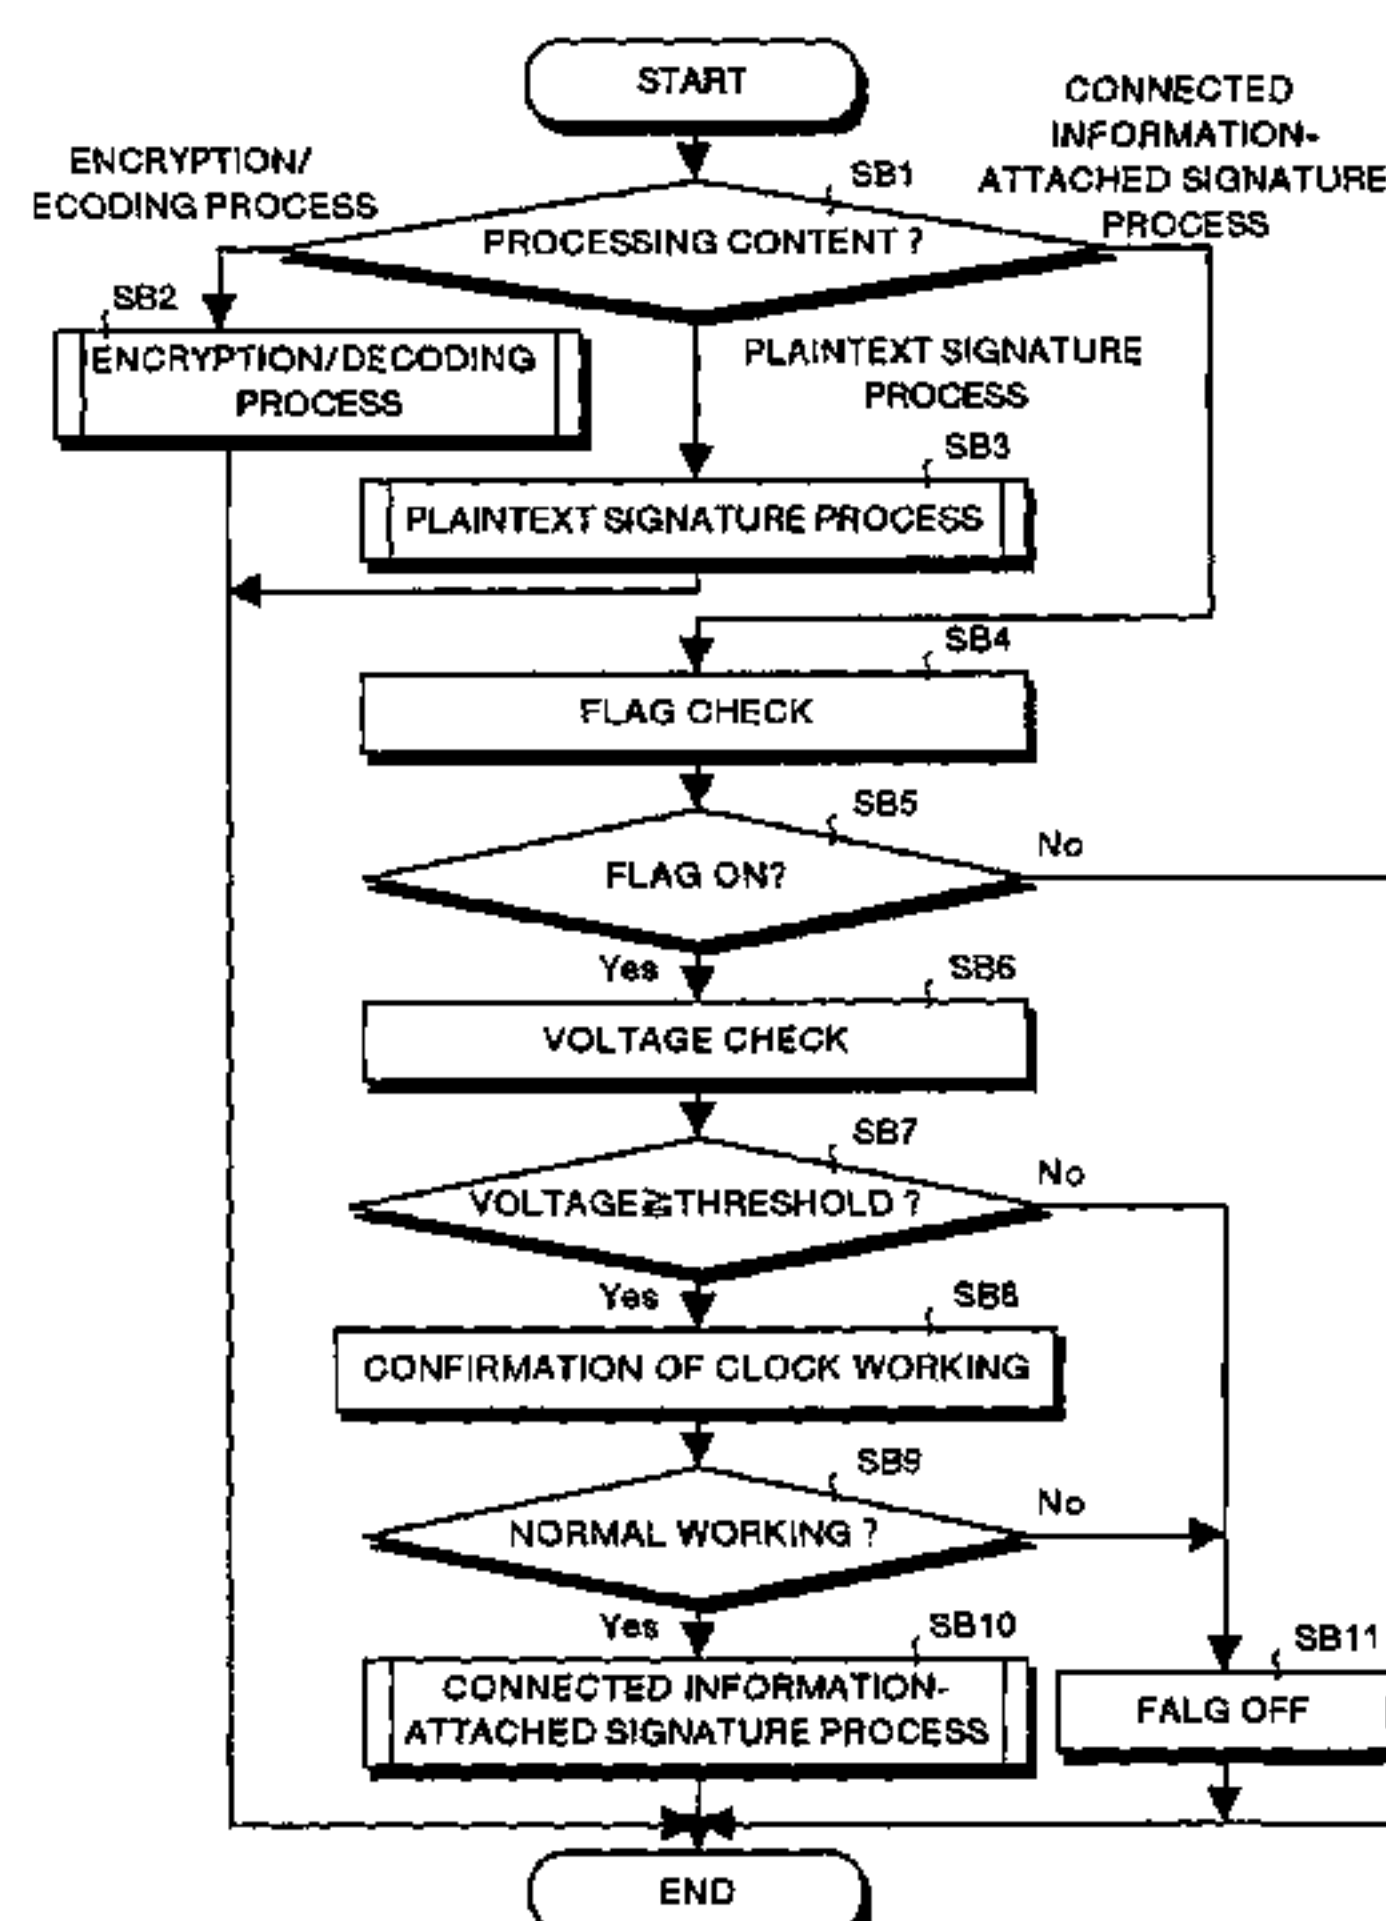 START
CONNECTED
INFORMATION-
ATTACHED SIGNATURE
PROCESS
ENCRYPTION/
ECODING PROCESS
SB1
PROCESSING CONTENT ?
SB2
ENCRYPTION/DECODING
PROCESS
PLAINTEXT SIGNATURE
PROCESS
SB3
PLAINTEXT SIGNATURE PROCESS
SB4
FLAG CHECK
SB5
FLAG ON?
No
Yes
SB6
VOLTAGE CHECK
SB7
VOLTAGE≧THRESHOLD ?
No
Yes
SB8
CONFIRMATION OF CLOCK WORKING
SB9
NORMAL WORKING ?
No
Yes
SB10
CONNECTED INFORMATION-
ATTACHED SIGNATURE PROCESS
SB11
FALG OFF
END